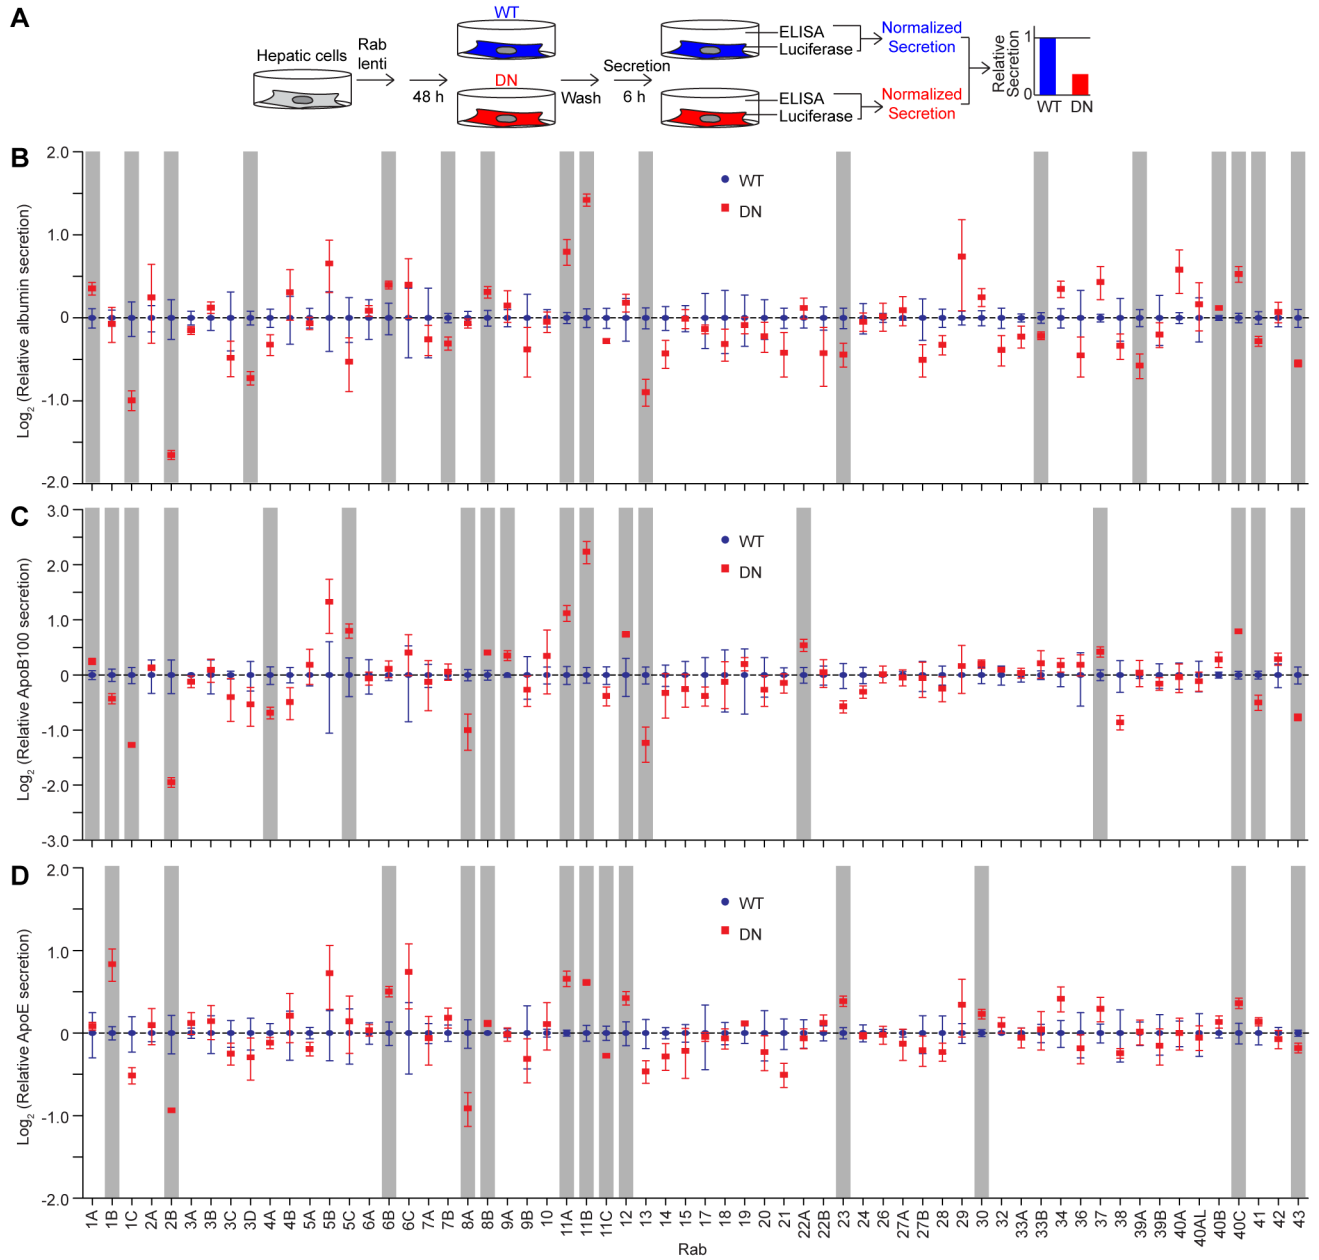 A
Hepatic cells
Rab
lenti
48 h
WT
DN
Wash
Secretion
6 h
ELISA
Luciferase
ELISA
Luciferase
Normalized
Secretion
Normalized
Secretion
Relative
Secretion
1
0
WT DN
B
Log2 (Relative albumin secretion)
2.0
1.0
0
-1.0
-2.0
WT
DN
C
Log2 (Relative ApoB100 secretion)
3.0
2.0
1.0
0
-1.0
-2.0
-3.0
WT
DN
D
Log2 (Relative ApoE secretion)
2.0
1.0
0
-1.0
-2.0
WT
DN
1A 1B 1C 2A 2B 3A 3B 3C 3D 4A 4B 5A 5B 5C 6A 6B 6C 7A 7B 8A 8B 9A 9B 10 11A 11B 11C 12 13 14 15 17 18 19 20 21 22A 22B 23 24 26 27A 27B 28 29 30 32 33A 33B 34 36 37 38 39A 39B 40A 40AL 40B 40C 41 42 43
Rab